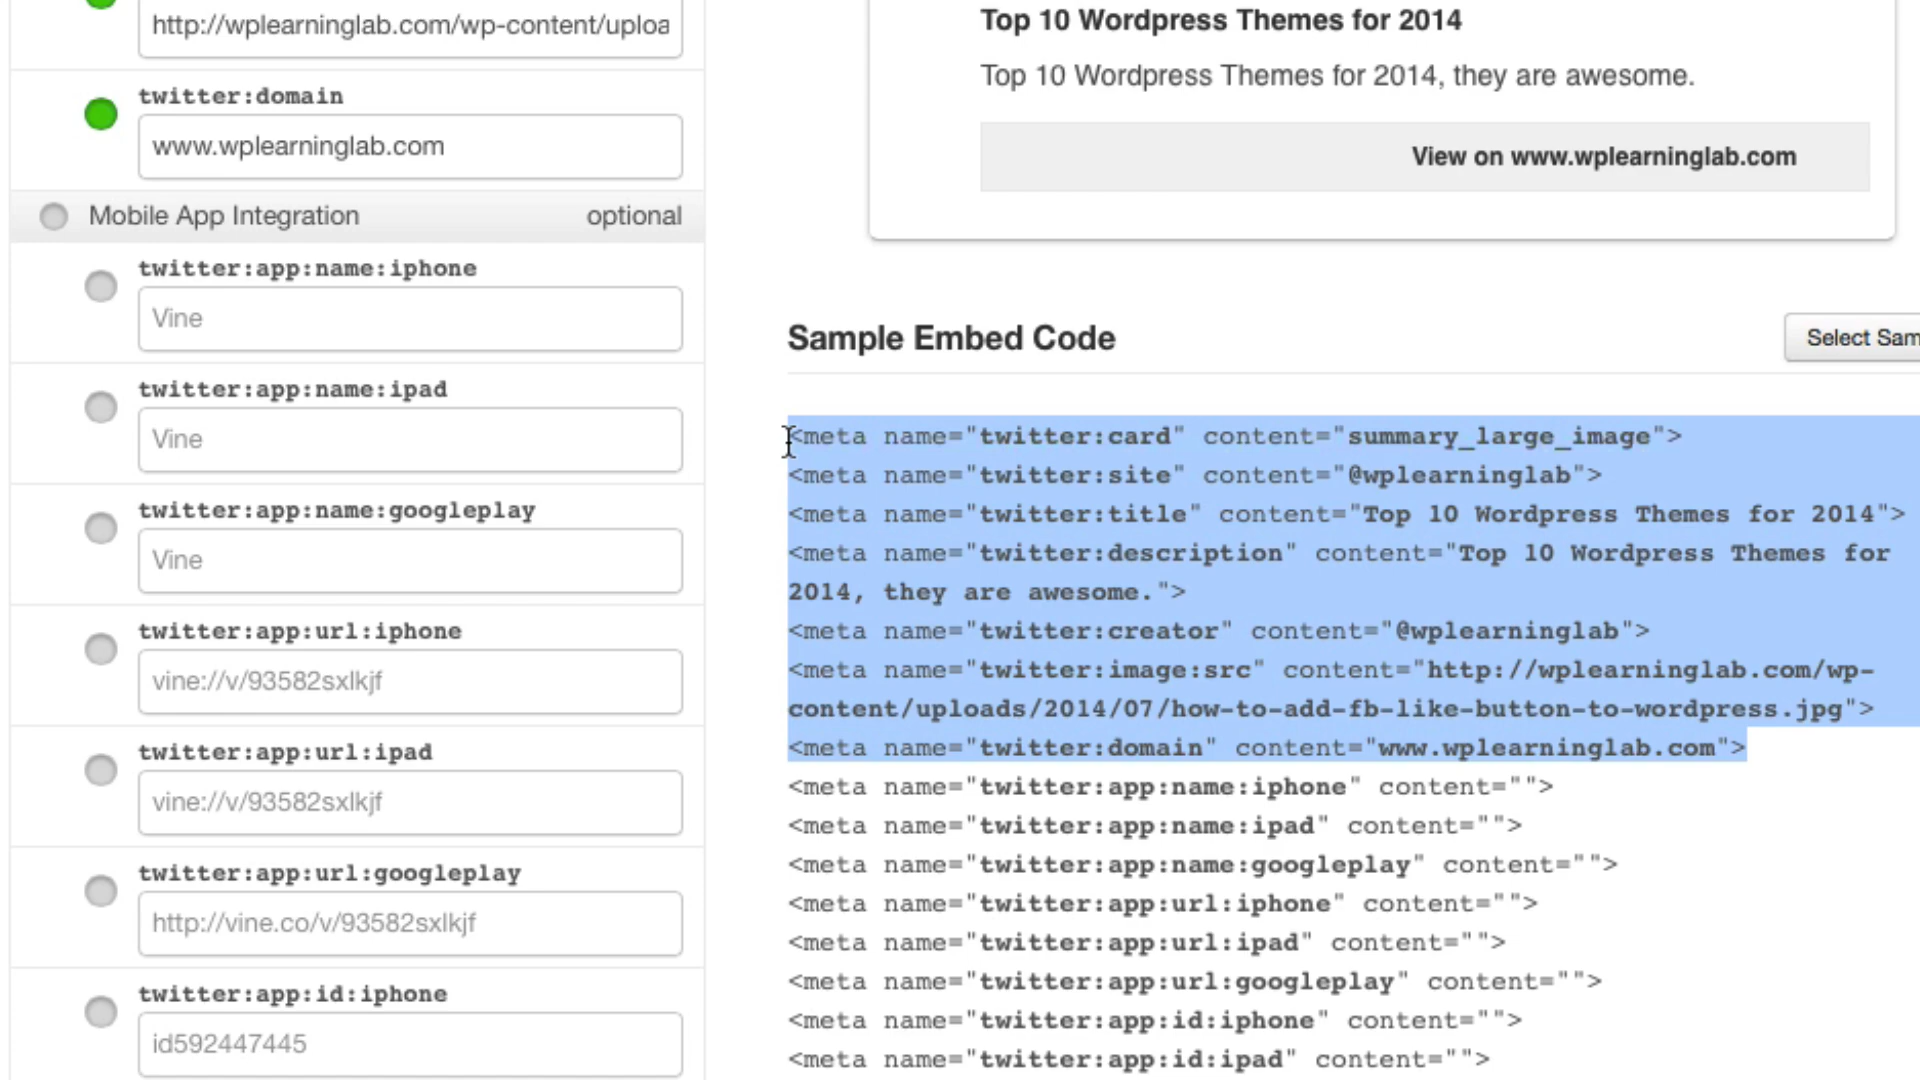 http://wplearninglab.com/wp-content/uploa
twitter:domain
www.wplearninglab.com
Mobile App Integration optional
twitter:app:name:iphone
Vine
twitter:app:name:ipad
Vine
twitter:app:name:googleplay
Vine
twitter:app:url:iphone
vine://v/93582sxlkjf
twitter:app:url:ipad
vine://v/93582sxlkjf
twitter:app:url:googleplay
http://vine.co/v/93582sxlkjf
twitter:app:id:iphone
id592447445
Top 10 Wordpress Themes for 2014
Top 10 Wordpress Themes for 2014, they are awesome.
View on www.wplearninglab.com
Sample Embed Code
Select Sam
<meta name="twitter:card" content="summary_large_image">
<meta name="twitter:site" content="@wplearninglab">
<meta name="twitter:title" content="Top 10 Wordpress Themes for 2014">
<meta name="twitter:description" content="Top 10 Wordpress Themes for
2014, they are awesome.">
<meta name="twitter:creator" content="@wplearninglab">
<meta name="twitter:image:src" content="http://wplearninglab.com/wp-
content/uploads/2014/07/how-to-add-fb-like-button-to-wordpress.jpg">
<meta name="twitter:domain" content="www.wplearninglab.com">
<meta name="twitter:app:name:iphone" content="">
<meta name="twitter:app:name:ipad" content="">
<meta name="twitter:app:name:googleplay" content="">
<meta name="twitter:app:url:iphone" content="">
<meta name="twitter:app:url:ipad" content="">
<meta name="twitter:app:url:googleplay" content="">
<meta name="twitter:app:id:iphone" content="">
<meta name="twitter:app:id:ipad" content="">